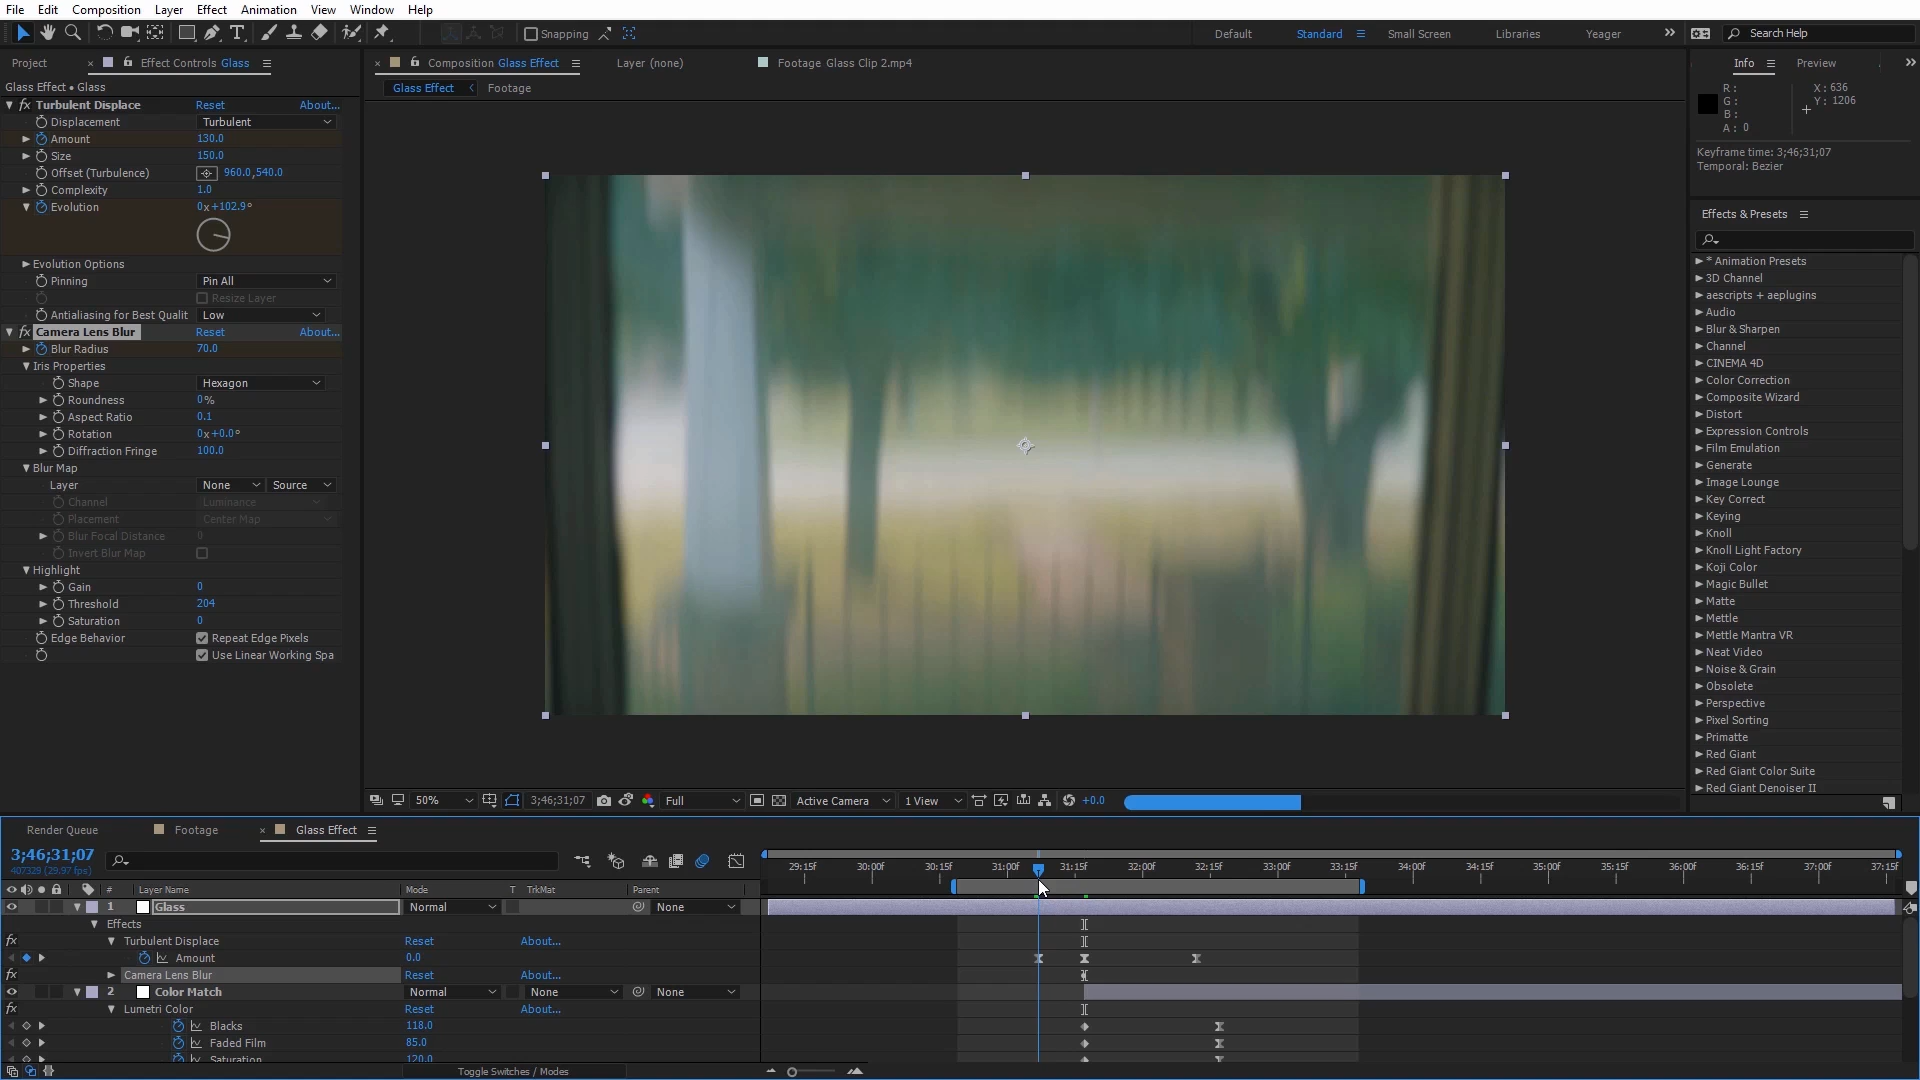 File Edit Composition Layer Effect Animation View Window Help
Snapping Default Standard Small Screen Libraries Yeager Search Help
Project Effect Controls Glass
Composition Glass Effect Layer (none) Footage Glass Clip 2.mp4
Info Preview
Glass Effect • Glass
Glass Effect Footage
R: X: 636
G: Y: 1206
B:
A: 0
Keyframe time: 3;46;31;07
Temporal: Bezier
Turbulent Displace Reset About...
Displacement Turbulent
Amount 130.0
Size 150.0
Offset (Turbulence) 960.0,540.0
Complexity 1.0
Evolution 0x+102.9°
Evolution Options
Pinning Pin All
Resize Layer
Antialiasing for Best Qualit Low
Camera Lens Blur Reset About...
Blur Radius 70.0
Iris Properties
Shape Hexagon
Roundness 0%
Aspect Ratio 0.1
Rotation 0x+0.0°
Diffraction Fringe 100.0
Blur Map
Layer None Source
Channel Luminance
Placement Center Map
Blur Focal Distance 0
Invert Blur Map
Highlight
Gain 0
Threshold 204
Saturation 0
Edge Behavior Repeat Edge Pixels
Use Linear Working Spa
Effects & Presets
* Animation Presets
3D Channel
aescripts + aeplugins
Audio
Blur & Sharpen
Channel
CINEMA 4D
Color Correction
Composite Wizard
Distort
Expression Controls
Film Emulation
Generate
Image Lounge
Key Correct
Keying
Knoll
Knoll Light Factory
Koji Color
Magic Bullet
Matte
Mettle
Mettle Mantra VR
Neat Video
Noise & Grain
Obsolete
Perspective
Pixel Sorting
Primatte
Red Giant
Red Giant Color Suite
Red Giant Denoiser II
50% 3;46;31;07 Full Active Camera 1 View +0.0
Render Queue Footage Glass Effect
3;46;31;07
407329 (29.97 fps)
29:15f 30:00f 30:15f 31:00f 31:15f 32:00f 32:15f 33:00f 33:15f 34:00f 34:15f 35:00f 35:15f 36:00f 36:15f 37:00f 37:15f
# Layer Name Mode T TrkMat Parent
1 Glass Normal None
Effects
fx Turbulent Displace Reset About...
Amount 0.0
fx Camera Lens Blur Reset About...
2 Color Match Normal None None
fx Lumetri Color Reset About...
Blacks 118.0
Faded Film 85.0
Saturation 120.0
Toggle Switches / Modes